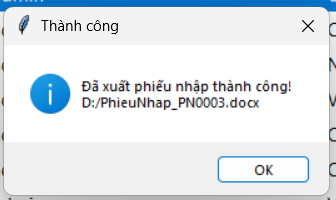 Thành công
Đã xuất phiếu nhập thành công!
D:/PhieuNhap_PN0003.docx
OK